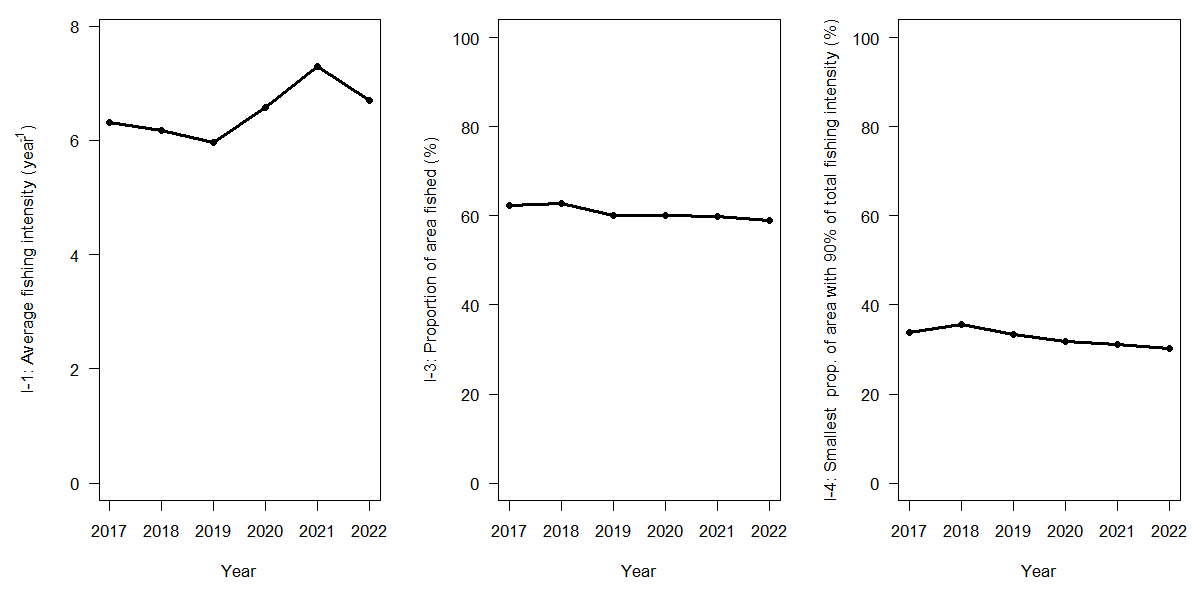 I-1: Average fishing intensity (year-1)
8
6
4
2
0
2017 2018 2019 2020 2021 2022
Year
I-3: Proportion of area fished (%)
100
80
60
40
20
0
2017 2018 2019 2020 2021 2022
Year
I-4: Smallest  prop. of area with 90% of total fishing intensity (%)
100
80
60
40
20
0
2017 2018 2019 2020 2021 2022
Year